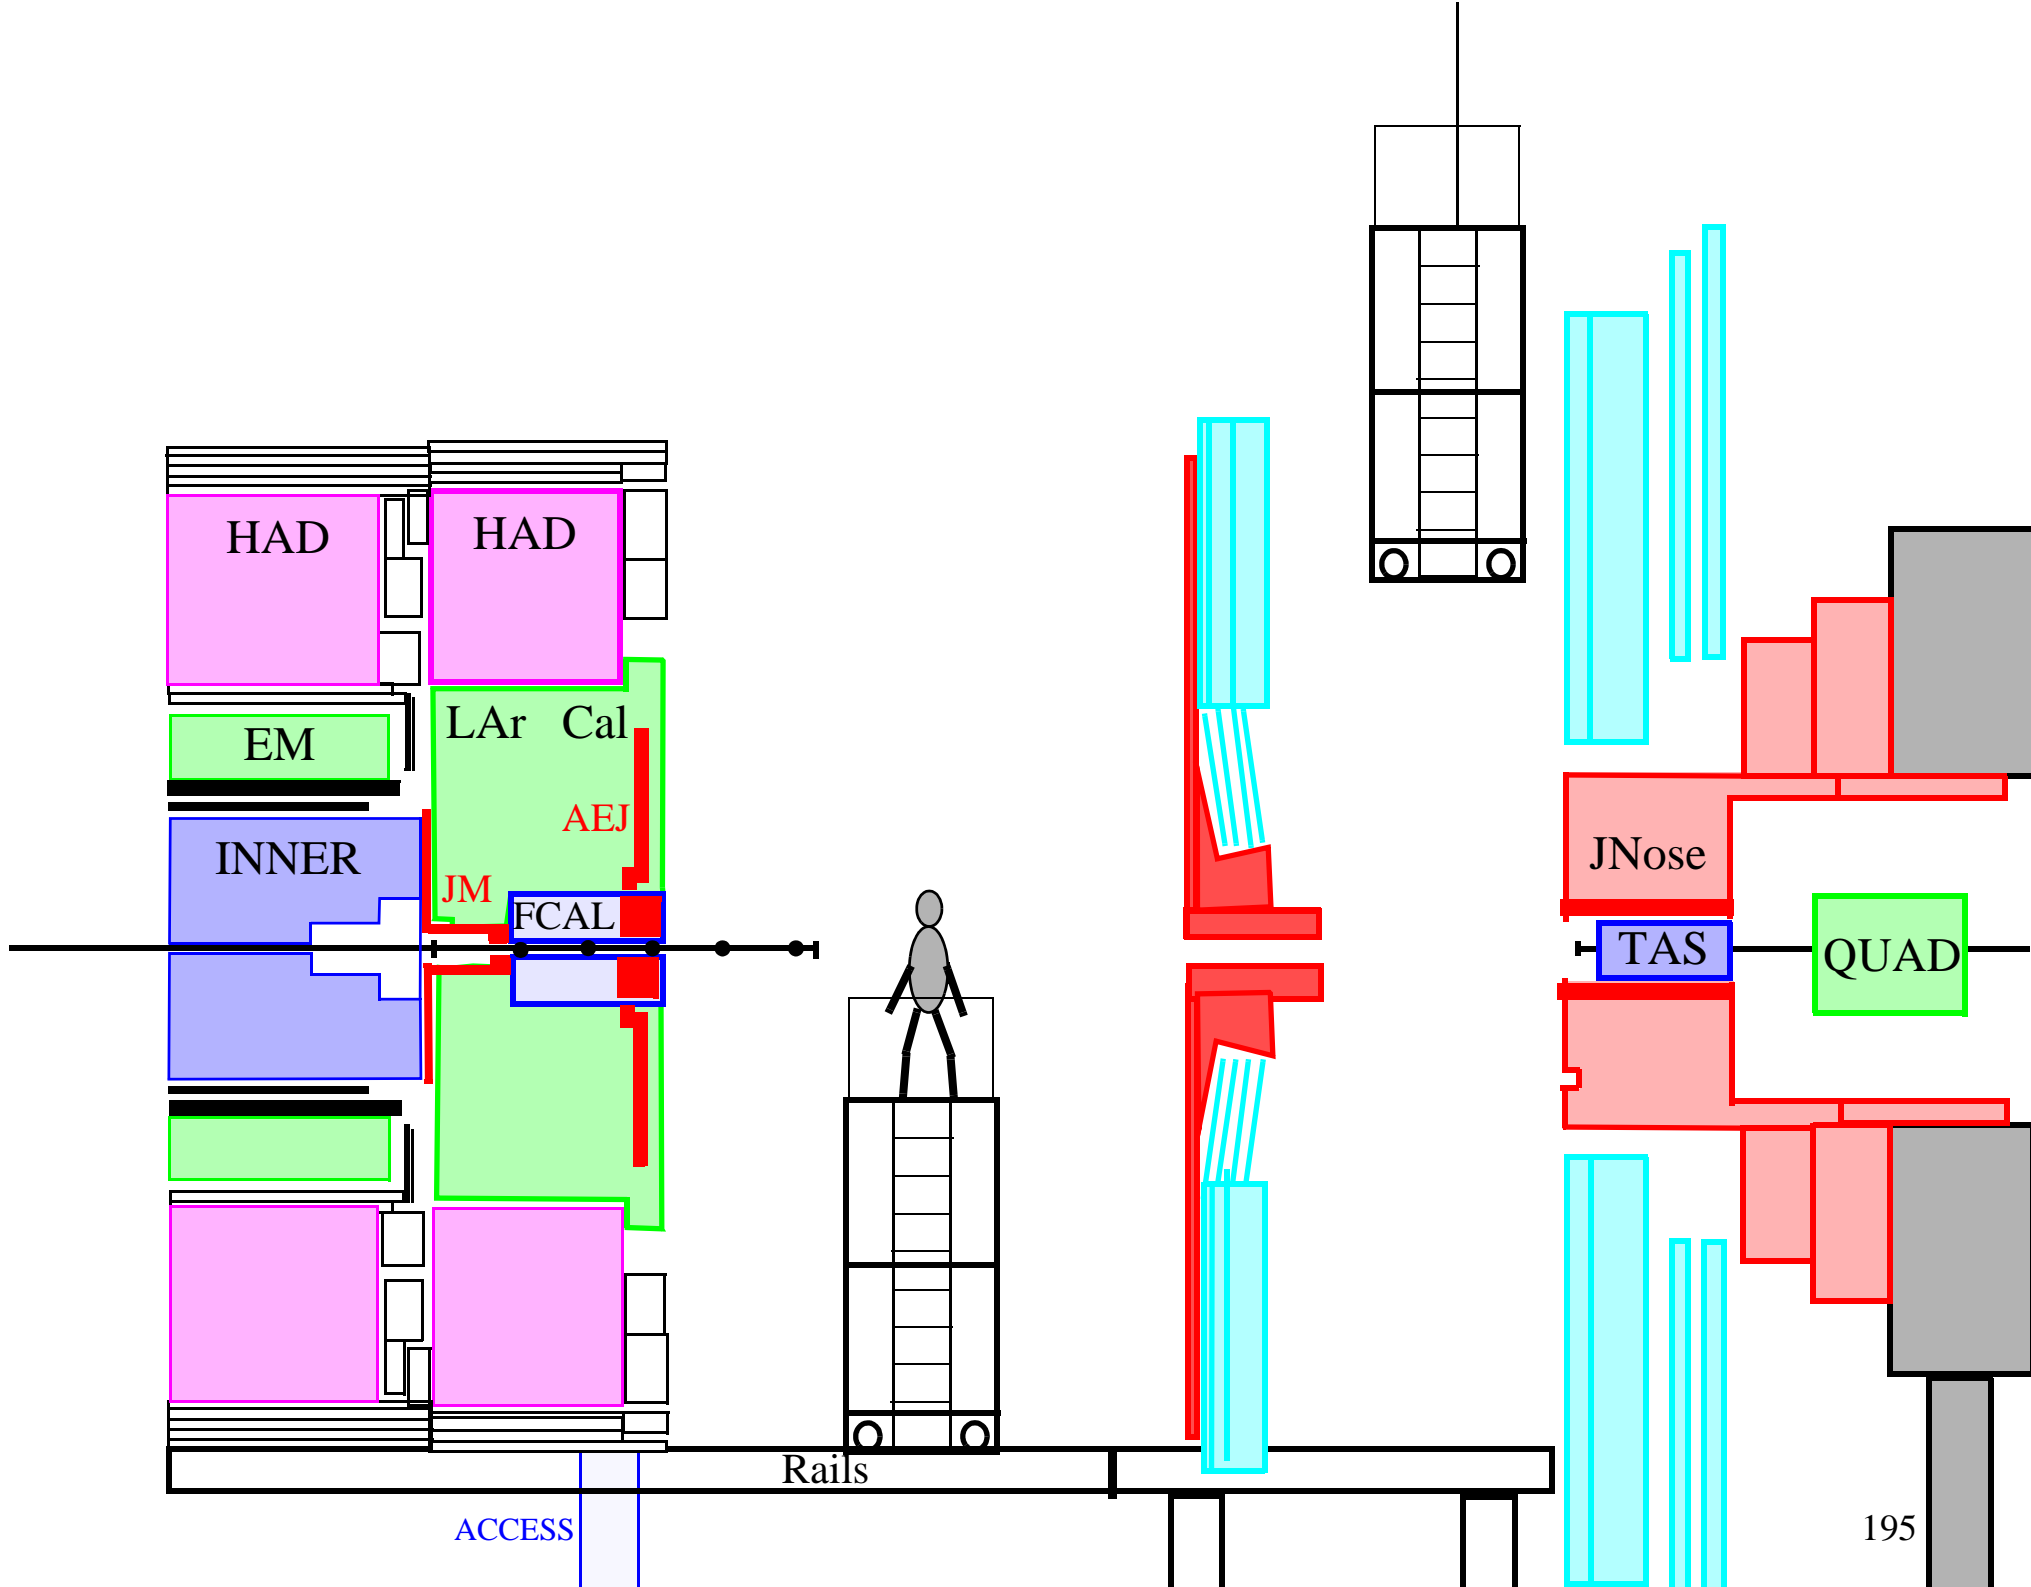 HAD HAD
LAr Cal
EM
AEJ
INNER
JNose
JM
FCAL
TAS
QUAD
Rails
ACCESS
195